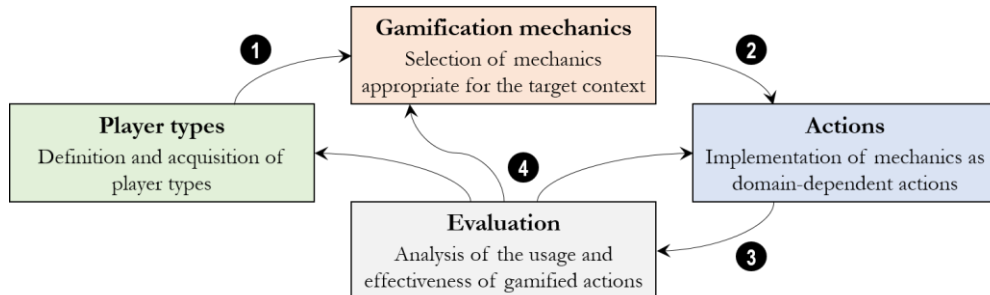 1
Gamification mechanics
Selection of mechanics
appropriate for the target context
2
Player types
Definition and acquisition of
player types
Actions
Implementation of mechanics as
domain-dependent actions
4
Evaluation
Analysis of the usage and
effectiveness of gamified actions
3